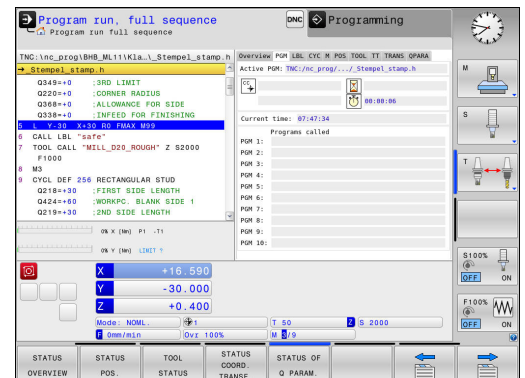 Program run, full sequence
DNC
Programming
Program run full sequence
TNC:\nc_prog\BHB_ML11\Kla…\_Stempel_stamp.h
→_Stempel_stamp.h
Q349=+0 ;3RD LIMIT
Q220=+0 ;CORNER RADIUS
Q368=+0 ;ALLOWANCE FOR SIDE
Q338=+0 ;INFEED FOR FINISHING
5 L Y-30 X+30 R0 FMAX M99
6 CALL LBL "safe"
7 TOOL CALL "MILL_D20_ROUGH" Z S2000
F1000
8 M3
9 CYCL DEF 256 RECTANGULAR STUD
Q218=+30 ;FIRST SIDE LENGTH
Q424=+60 ;WORKPC. BLANK SIDE 1
Q219=+30 ;2ND SIDE LENGTH
0% X [Nm] P1 -T1
0% Y [Nm] LIMIT 1
Overview PGM LBL CYC M POS TOOL TT TRANS QPARA
Active PGM: TNC:/nc_prog/.../_Stempel_stamp.h
CC
00:00:06
Current time: 07:47:34
Programs called
PGM 1:
PGM 2:
PGM 3:
PGM 4:
PGM 5:
PGM 6:
PGM 7:
PGM 8:
PGM 9:
PGM 10:
X +16.590
Y -30.000
Z +0.400
Mode: NOML. 1 T 50 Z S 2000
F 0mm/min Ovr 100% M 3/9
M
S
T
S100%
OFF ON
F100%
OFF ON
STATUS OVERVIEW
STATUS POS.
TOOL STATUS
STATUS COORD. TRANSF.
STATUS OF Q PARAM.